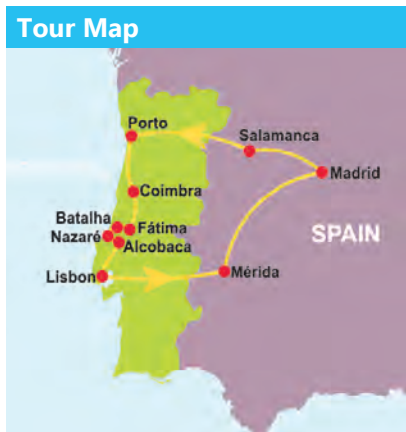 Tour Map
Porto
Salamanca
Madrid
Coimbra
Batalha
Fátima
SPAIN
Nazaré
Alcobaca
Lisbon
Mérida